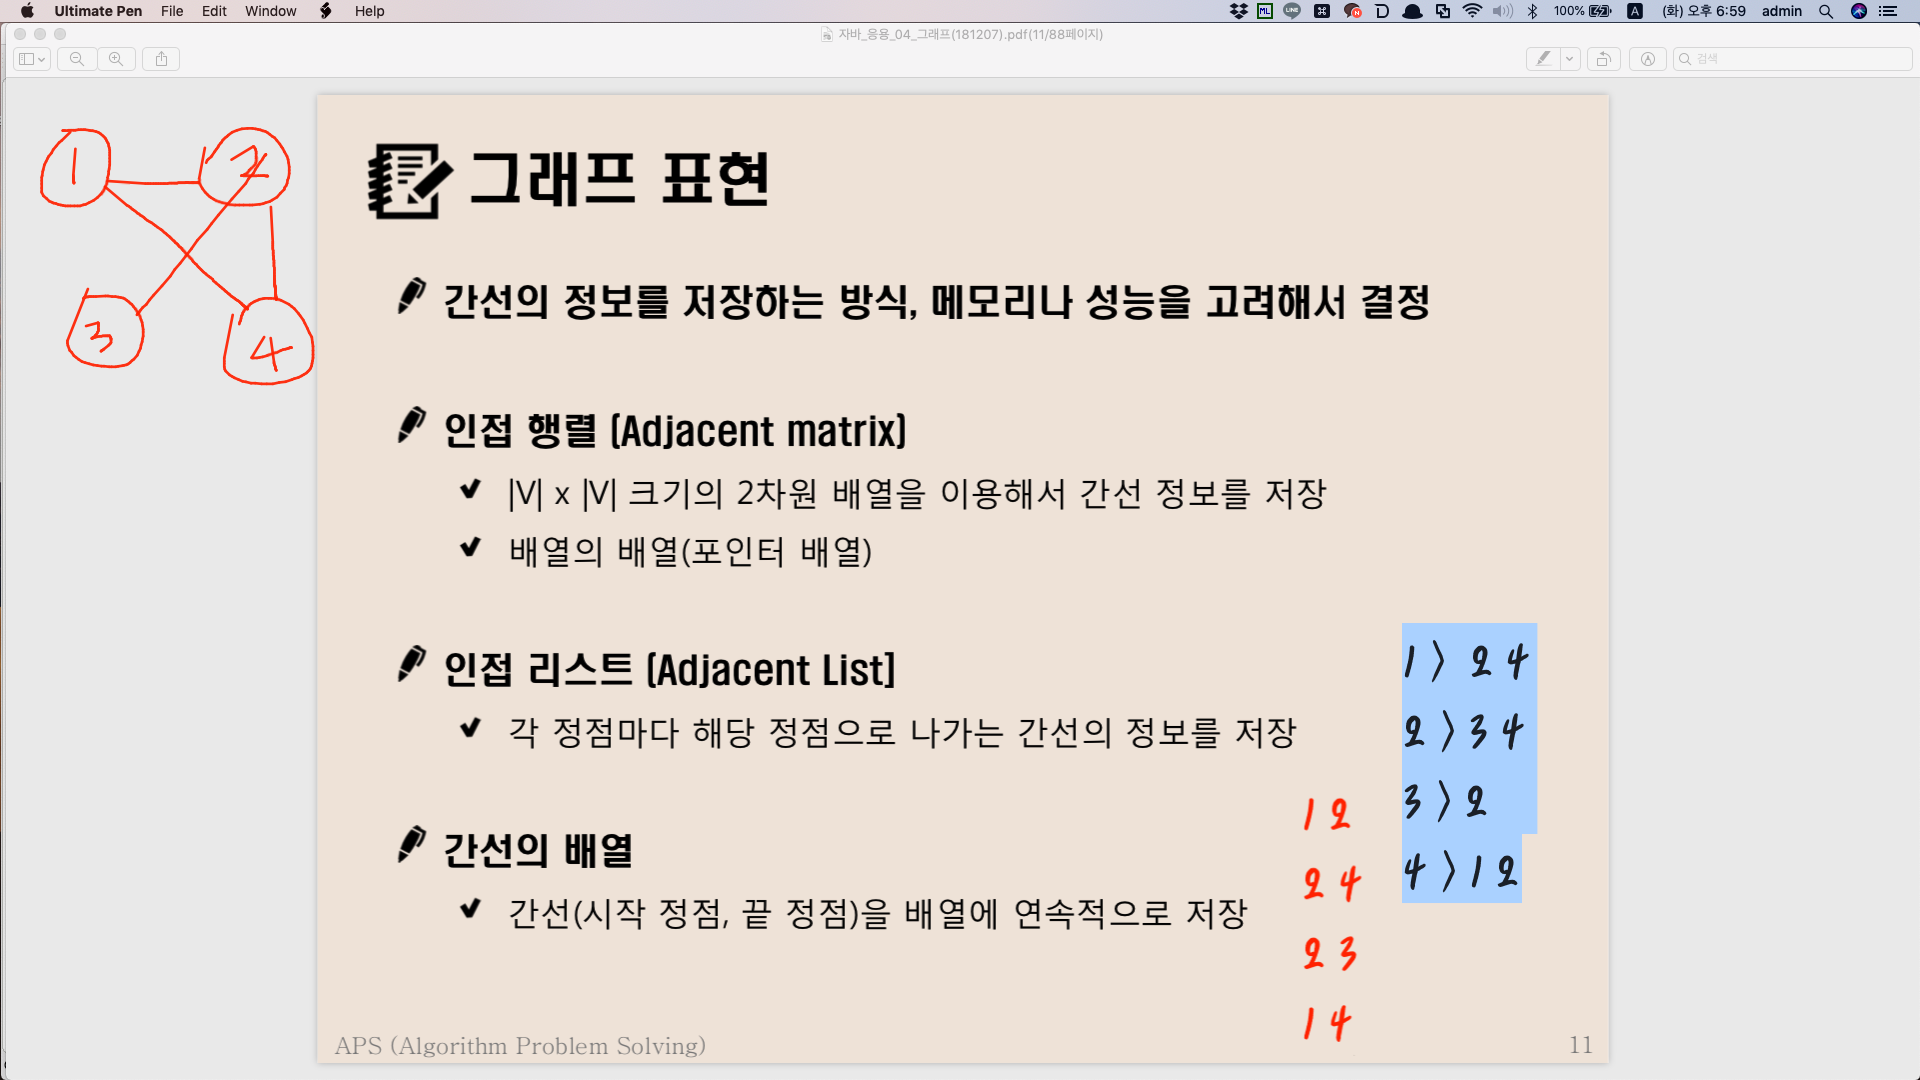 Ultimate Pen File Edit Window Help
100% (화) 오후 6:59 admin
자바_응용_04_그래프(181207).pdf(11/88페이지)
검색
1
2
3
4
그래프 표현
간선의 정보를 저장하는 방식, 메모리나 성능을 고려해서 결정
인접 행렬 (Adjacent matrix)
|V| x |V| 크기의 2차원 배열을 이용해서 간선 정보를 저장
배열의 배열(포인터 배열)
인접 리스트 (Adjacent List]
각 정점마다 해당 정점으로 나가는 간선의 정보를 저장
간선의 배열
간선(시작 정점, 끝 정점)을 배열에 연속적으로 저장
1 2
2 4
2 3
1 4
1 > 2 4
2 > 3 4
3 > 2
4 > 1 2
APS (Algorithm Problem Solving)
11